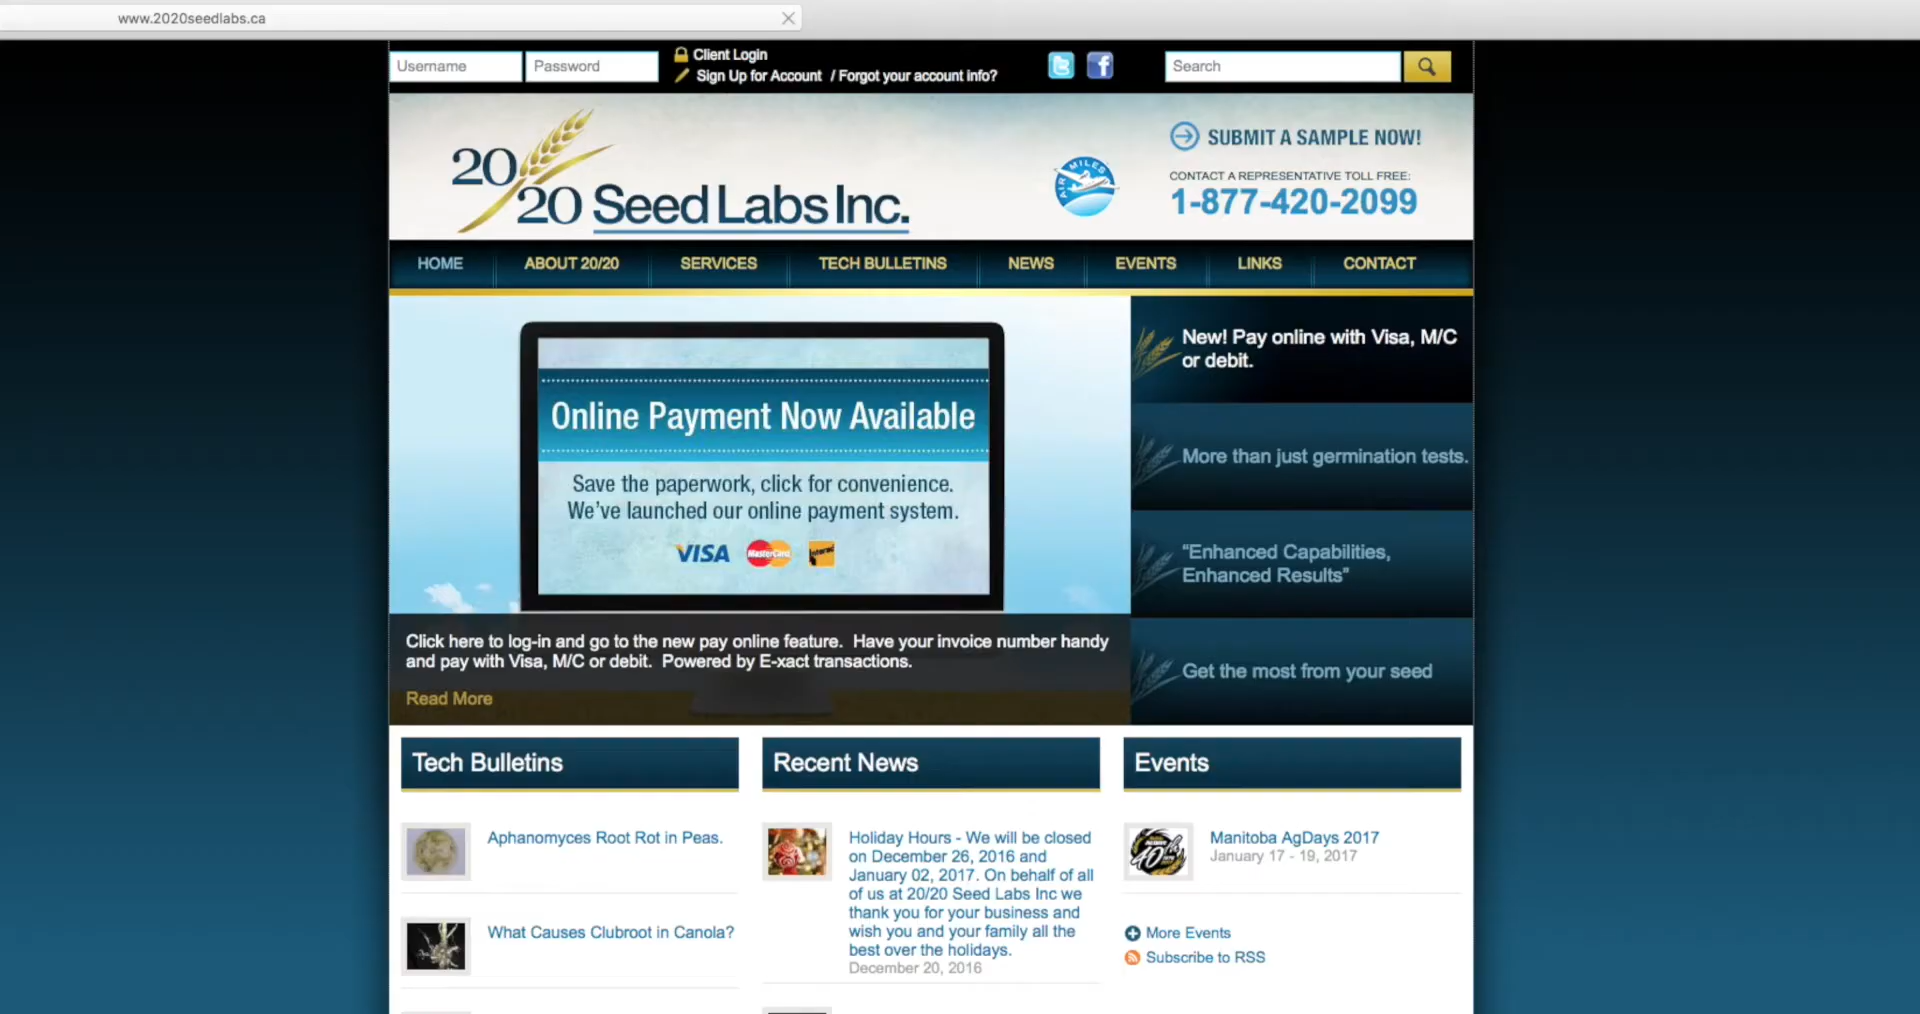 www.2020seedlabs.ca
Username
Password
Client Login
Sign Up for Account / Forgot your account info?
Search
20/20 Seed Labs Inc.
AIR MILES
SUBMIT A SAMPLE NOW!
CONTACT A REPRESENTATIVE TOLL FREE:
1-877-420-2099
HOME
ABOUT 20/20
SERVICES
TECH BULLETINS
NEWS
EVENTS
LINKS
CONTACT
Online Payment Now Available
Save the paperwork, click for convenience.
We've launched our online payment system.
VISA
MasterCard
Interac
Click here to log-in and go to the new pay online feature. Have your invoice number handy
and pay with Visa, M/C or debit. Powered by E-xact transactions.
Read More
New! Pay online with Visa, M/C
or debit.
More than just germination tests.
“Enhanced Capabilities,
Enhanced Results”
Get the most from your seed
Tech Bulletins
Aphanomyces Root Rot in Peas.
What Causes Clubroot in Canola?
Recent News
Holiday Hours - We will be closed
on December 26, 2016 and
January 02, 2017. On behalf of all
of us at 20/20 Seed Labs Inc we
thank you for your business and
wish you and your family all the
best over the holidays.
December 20, 2016
Events
40
Manitoba AgDays 2017
January 17 - 19, 2017
More Events
Subscribe to RSS